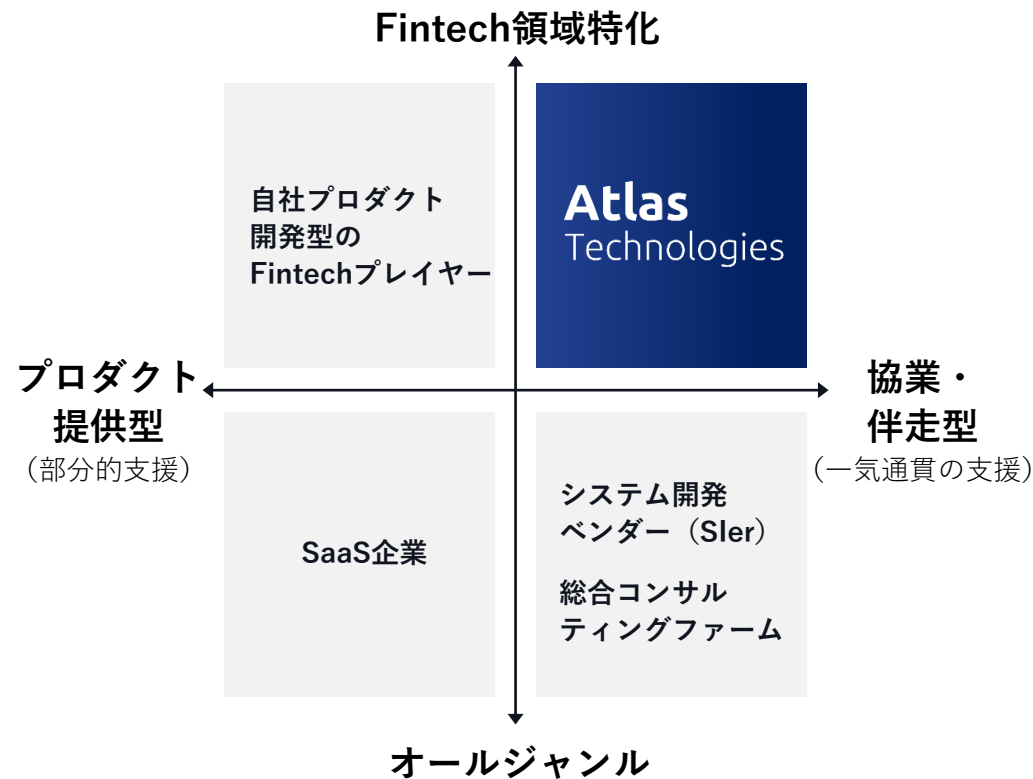 Fintech領域特化
自社プロダクト
開発型の
Fintechプレイヤー
Atlas
Technologies
プロダクト
提供型
（部分的支援）
協業・
伴走型
（一気通貫の支援）
SaaS企業
システム開発
ベンダー（SIer）
総合コンサル
ティングファーム
オールジャンル